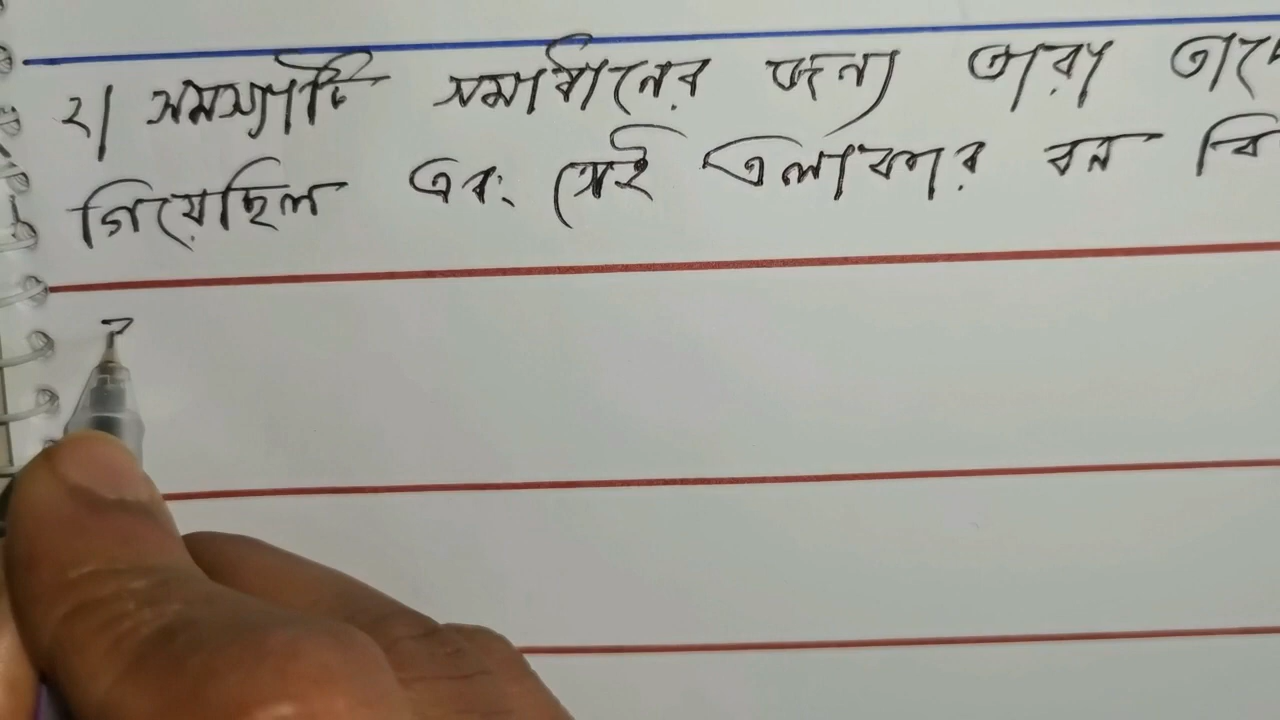 ২। সমস্যাটি সমাধানের জন্য তারা
গিয়েছিল এবং সেই এলাকার বন বি